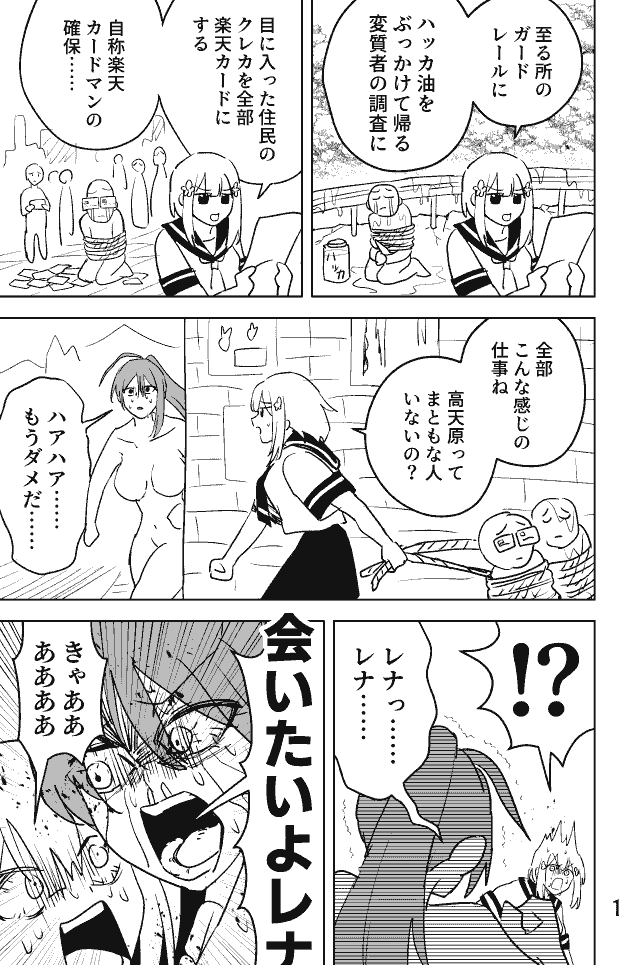 至る所の
ガード
レールに
ハッカ油を
ぶっかけて帰る
変質者の調査に
ハッカ
目に入った住民の
クレカを全部
楽天カードに
する
自称楽天
カードマンの
確保……
全部
こんな感じの
仕事ね
高天原って
まともな人
いないの？
ハアハア……
もうダメだ……
!?
レナっ……
レナ……
会いたいよレナ
きゃああ
あああああ
1